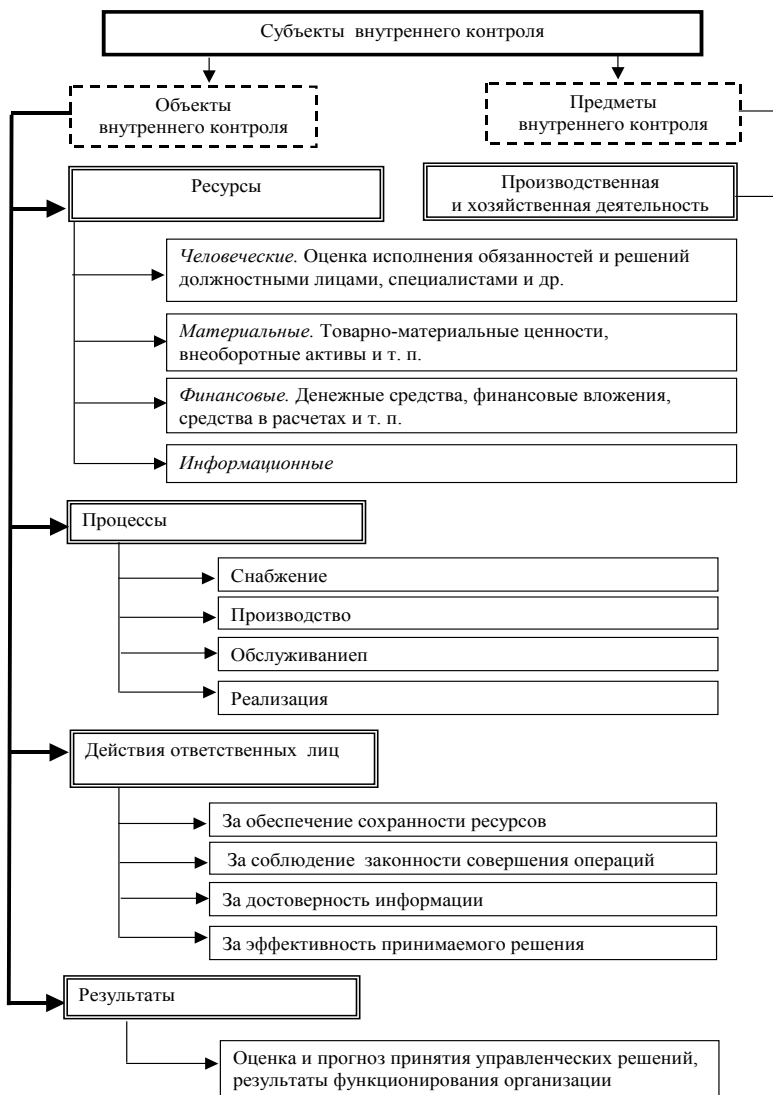 Субъекты внутреннего контроля
Объекты
внутреннего контроля
Предметы
внутреннего контроля
Ресурсы
Производственная
и хозяйственная деятельность
Человеческие. Оценка исполнения обязанностей и решений
должностными лицами, специалистами и др.
Материальные. Товарно-материальные ценности,
внеоборотные активы и т. п.
Финансовые. Денежные средства, финансовые вложения,
средства в расчетах и т. п.
Информационные
Процессы
Снабжение
Производство
Обслуживаниеп
Реализация
Действия ответственных лиц
За обеспечение сохранности ресурсов
За соблюдение законности совершения операций
За достоверность информации
За эффективность принимаемого решения
Результаты
Оценка и прогноз принятия управленческих решений,
результаты функционирования организации